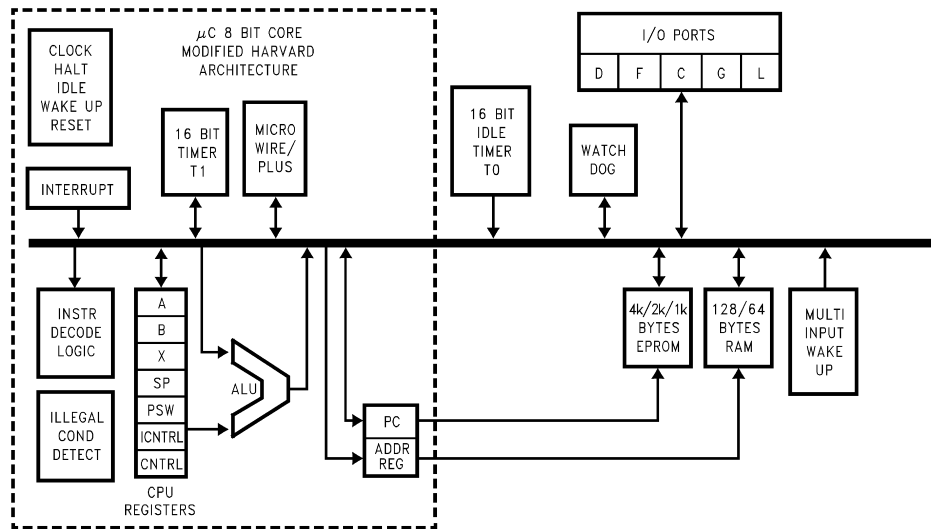 CLOCK
HALT
IDLE
WAKE UP
RESET
μC 8 BIT CORE
MODIFIED HARVARD
ARCHITECTURE
I/O PORTS
D F C G L
16 BIT
TIMER
T1
MICRO
WIRE/
PLUS
16 BIT
IDLE
TIMER
T0
WATCH
DOG
INTERRUPT
INSTR
DECODE
LOGIC
A
B
X
SP
PSW
ICNTRL
CNTRL
CPU
REGISTERS
ALU
ILLEGAL
COND
DETECT
PC
ADDR
REG
4k/2k/1k
BYTES
EPROM
128/64
BYTES
RAM
MULTI
INPUT
WAKE
UP